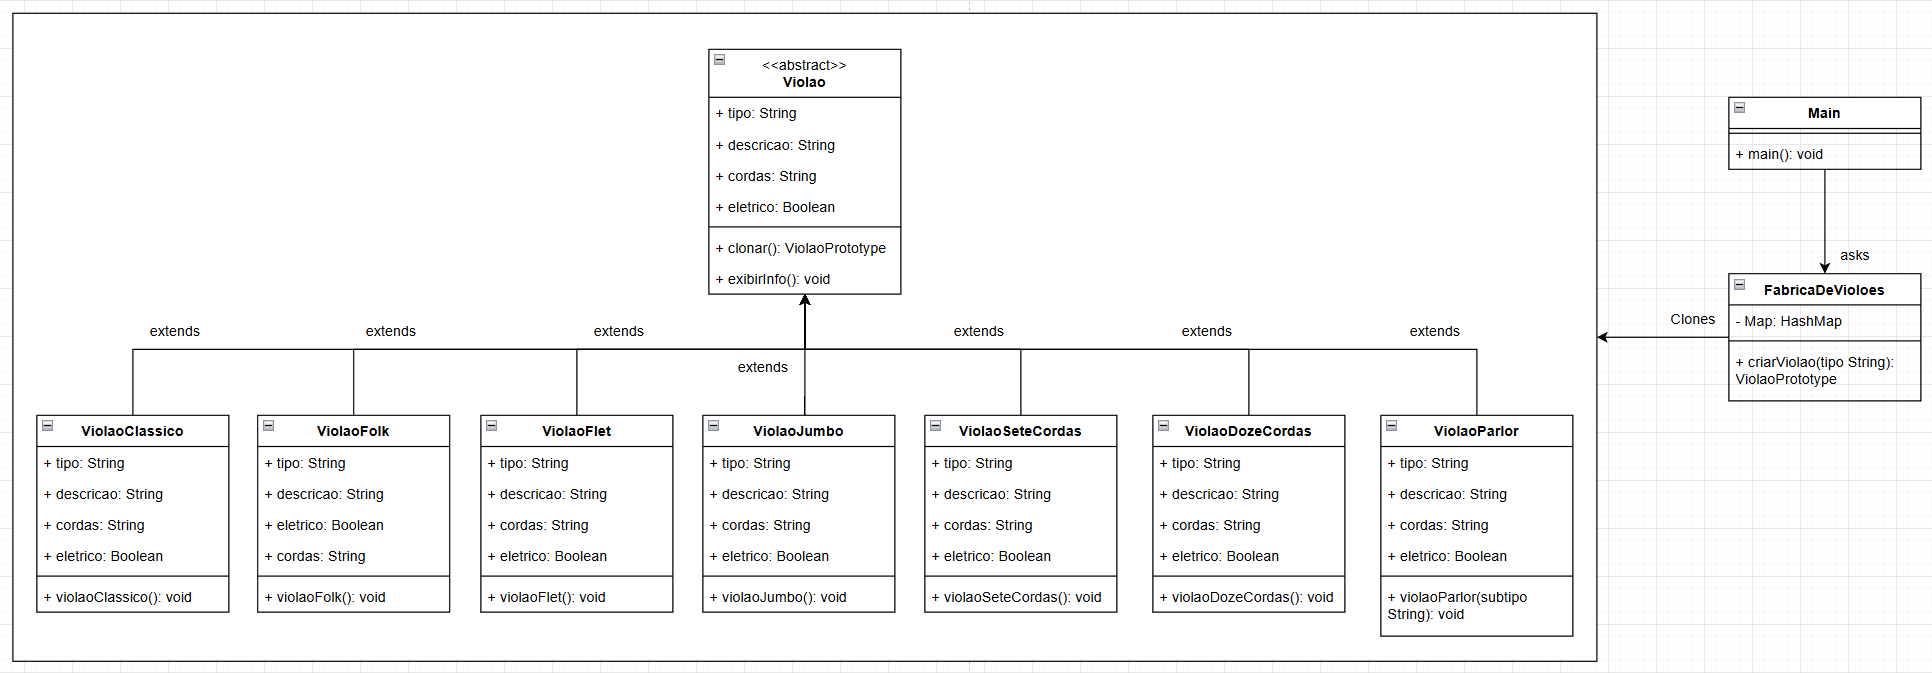 <<abstract>>
Violao
+ tipo: String
+ descricao: String
+ cordas: String
+ eletrico: Boolean
+ clonar(): ViolaoPrototype
+ exibirInfo(): void
Main
+ main(): void
asks
FabricaDeVioloes
- Map: HashMap
+ criarViolao(tipo String):
ViolaoPrototype
Clones
extends
extends
extends
extends
extends
extends
extends
ViolaoClassico
+ tipo: String
+ descricao: String
+ cordas: String
+ eletrico: Boolean
+ violaoClassico(): void
ViolaoFolk
+ tipo: String
+ descricao: String
+ eletrico: Boolean
+ cordas: String
+ violaoFolk(): void
ViolaoFlet
+ tipo: String
+ descricao: String
+ cordas: String
+ eletrico: Boolean
+ violaoFlet(): void
ViolaoJumbo
+ tipo: String
+ descricao: String
+ cordas: String
+ eletrico: Boolean
+ violaoJumbo(): void
ViolaoSeteCordas
+ tipo: String
+ descricao: String
+ cordas: String
+ eletrico: Boolean
+ violaoSeteCordas(): void
ViolaoDozeCordas
+ tipo: String
+ descricao: String
+ cordas: String
+ eletrico: Boolean
+ violaoDozeCordas(): void
ViolaoParlor
+ tipo: String
+ descricao: String
+ cordas: String
+ eletrico: Boolean
+ violaoParlor(subtipo
String): void